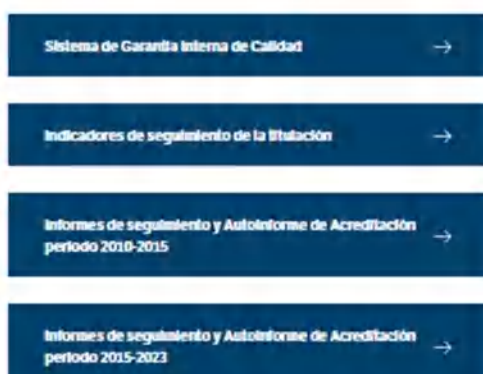 Sistema de Garantía Interna de Calidad
Indicadores de seguimiento de la titulación
Informes de seguimiento y Autoinforme de Acreditación
periodo 2010-2015
Informes de seguimiento y Autoinforme de Acreditación
periodo 2015-2023